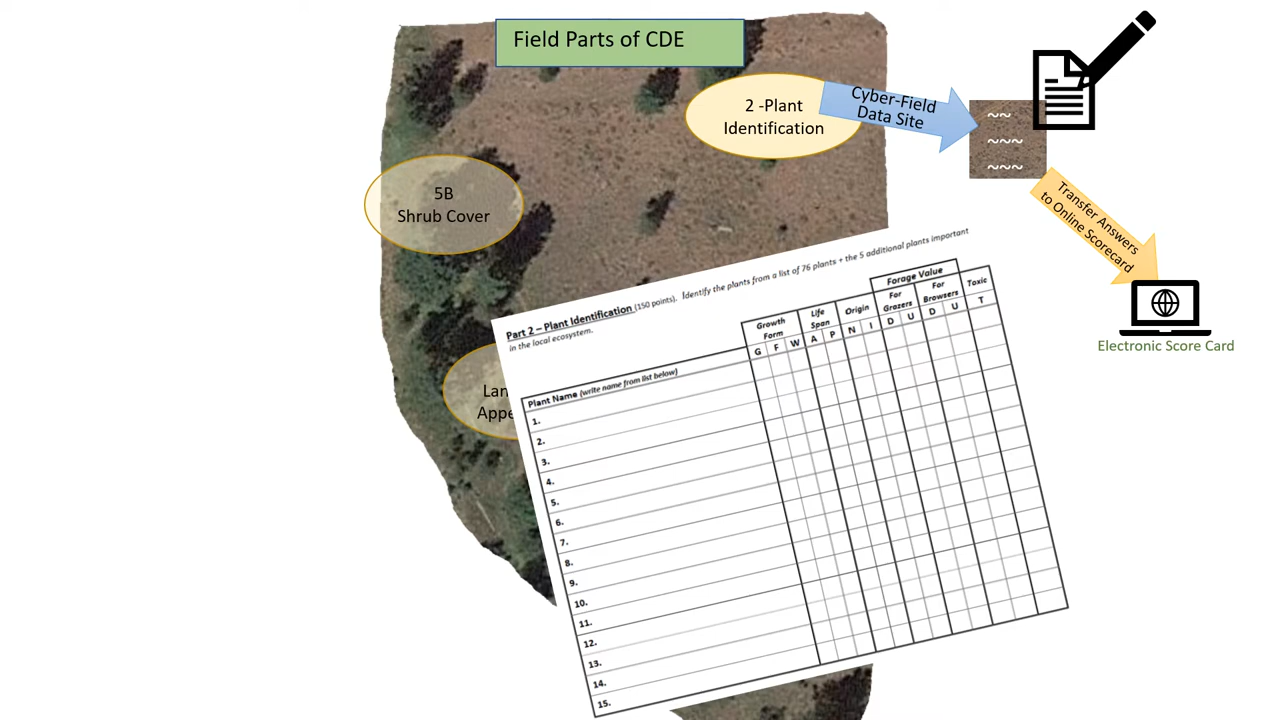 Field Parts of CDE
2 -Plant
Identification
Cyber-Field
Data Site
~~
~~~
~~~
5B
Shrub Cover
Transfer Answers
to Online Scorecard
Electronic Score Card
Lan
Appe
Part 2 – Plant Identification (150 points). Identify the plants from a list of 76 plants + the 5 additional plants important
in the local ecosystem.
Growth Form
Life Span
Origin
Forage Value
For Grazers
For Browsers
Toxic
Plant Name (write name from list below)
G F W A P N I D U D U T
1.
2.
3.
4.
5.
6.
7.
8.
9.
10.
11.
12.
13.
14.
15.